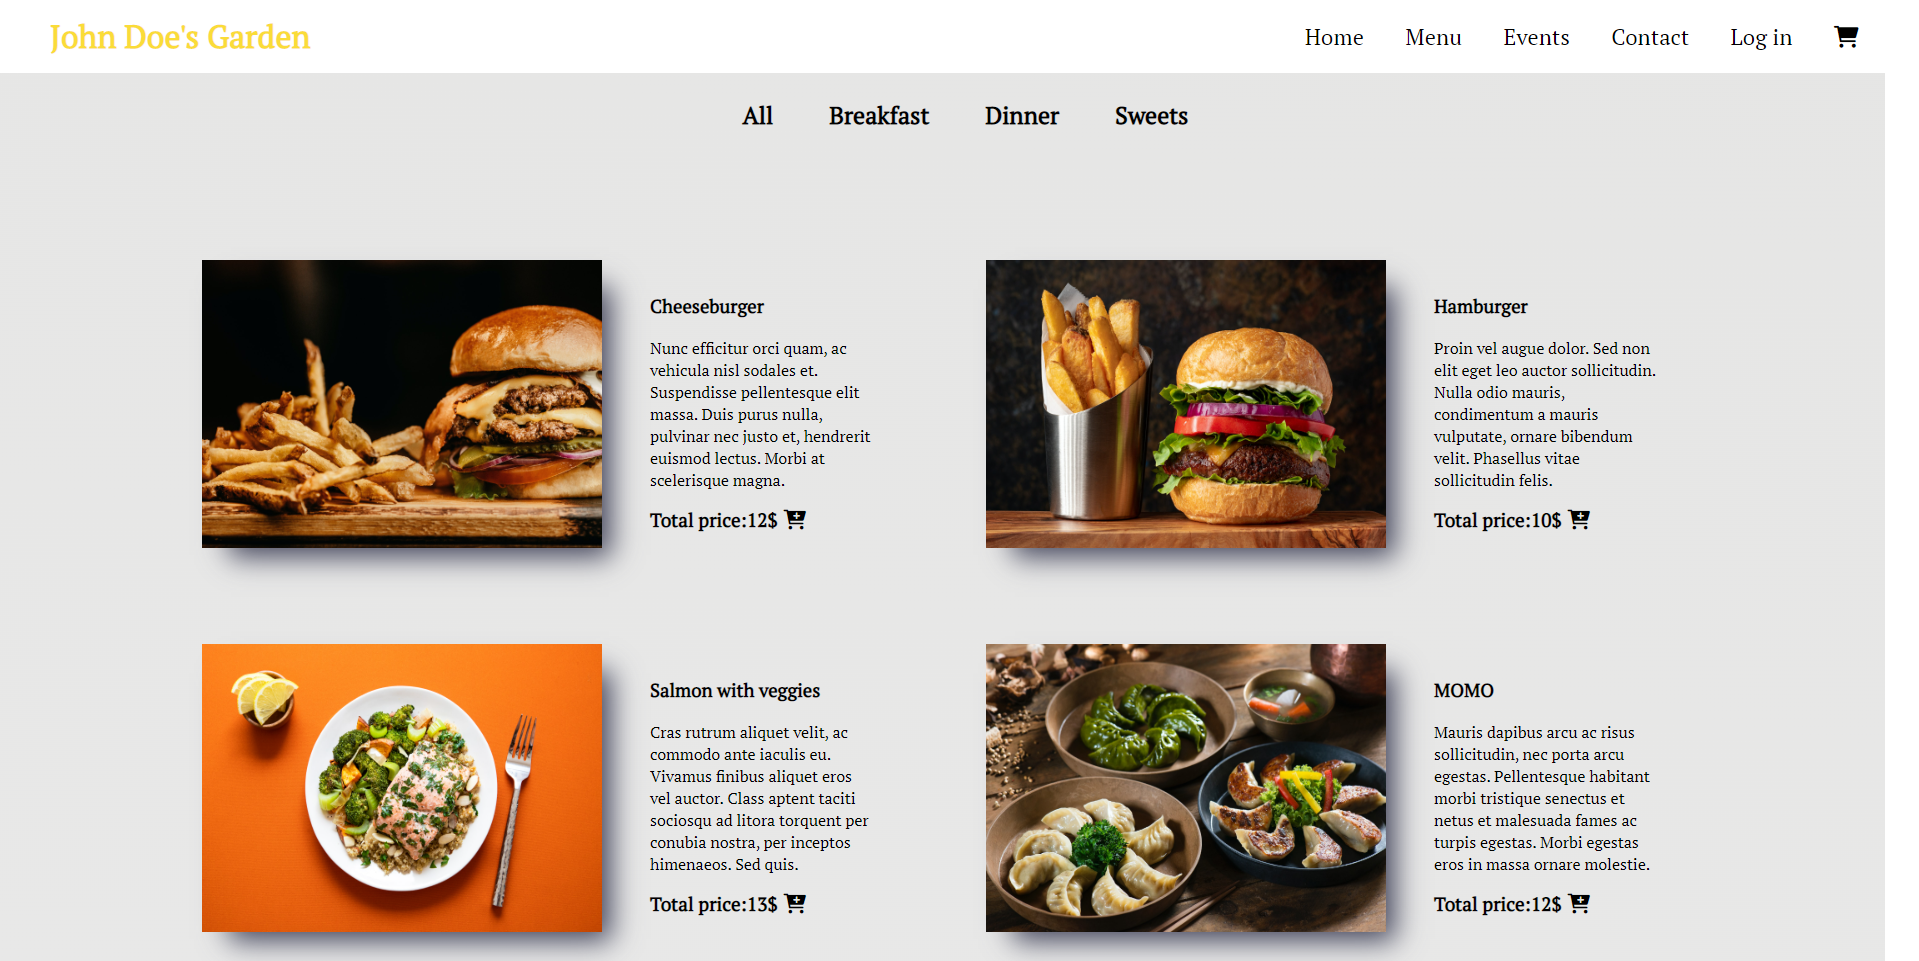 John Doe's Garden
Home Menu Events Contact Log in
All Breakfast Dinner Sweets
Cheeseburger
Nunc efficitur orci quam, ac
vehicula nisl sodales et.
Suspendisse pellentesque elit
massa. Duis purus nulla,
pulvinar nec justo et, hendrerit
euismod lectus. Morbi at
scelerisque magna.
Total price:12$
Hamburger
Proin vel augue dolor. Sed non
elit eget leo auctor sollicitudin.
Nulla odio mauris,
condimentum a mauris
vulputate, ornare bibendum
velit. Phasellus vitae
sollicitudin felis.
Total price:10$
Salmon with veggies
Cras rutrum aliquet velit, ac
commodo ante iaculis eu.
Vivamus finibus aliquet eros
vel auctor. Class aptent taciti
sociosqu ad litora torquent per
conubia nostra, per inceptos
himenaeos. Sed quis.
Total price:13$
MOMO
Mauris dapibus arcu ac risus
sollicitudin, nec porta arcu
egestas. Pellentesque habitant
morbi tristique senectus et
netus et malesuada fames ac
turpis egestas. Morbi egestas
eros in massa ornare molestie.
Total price:12$